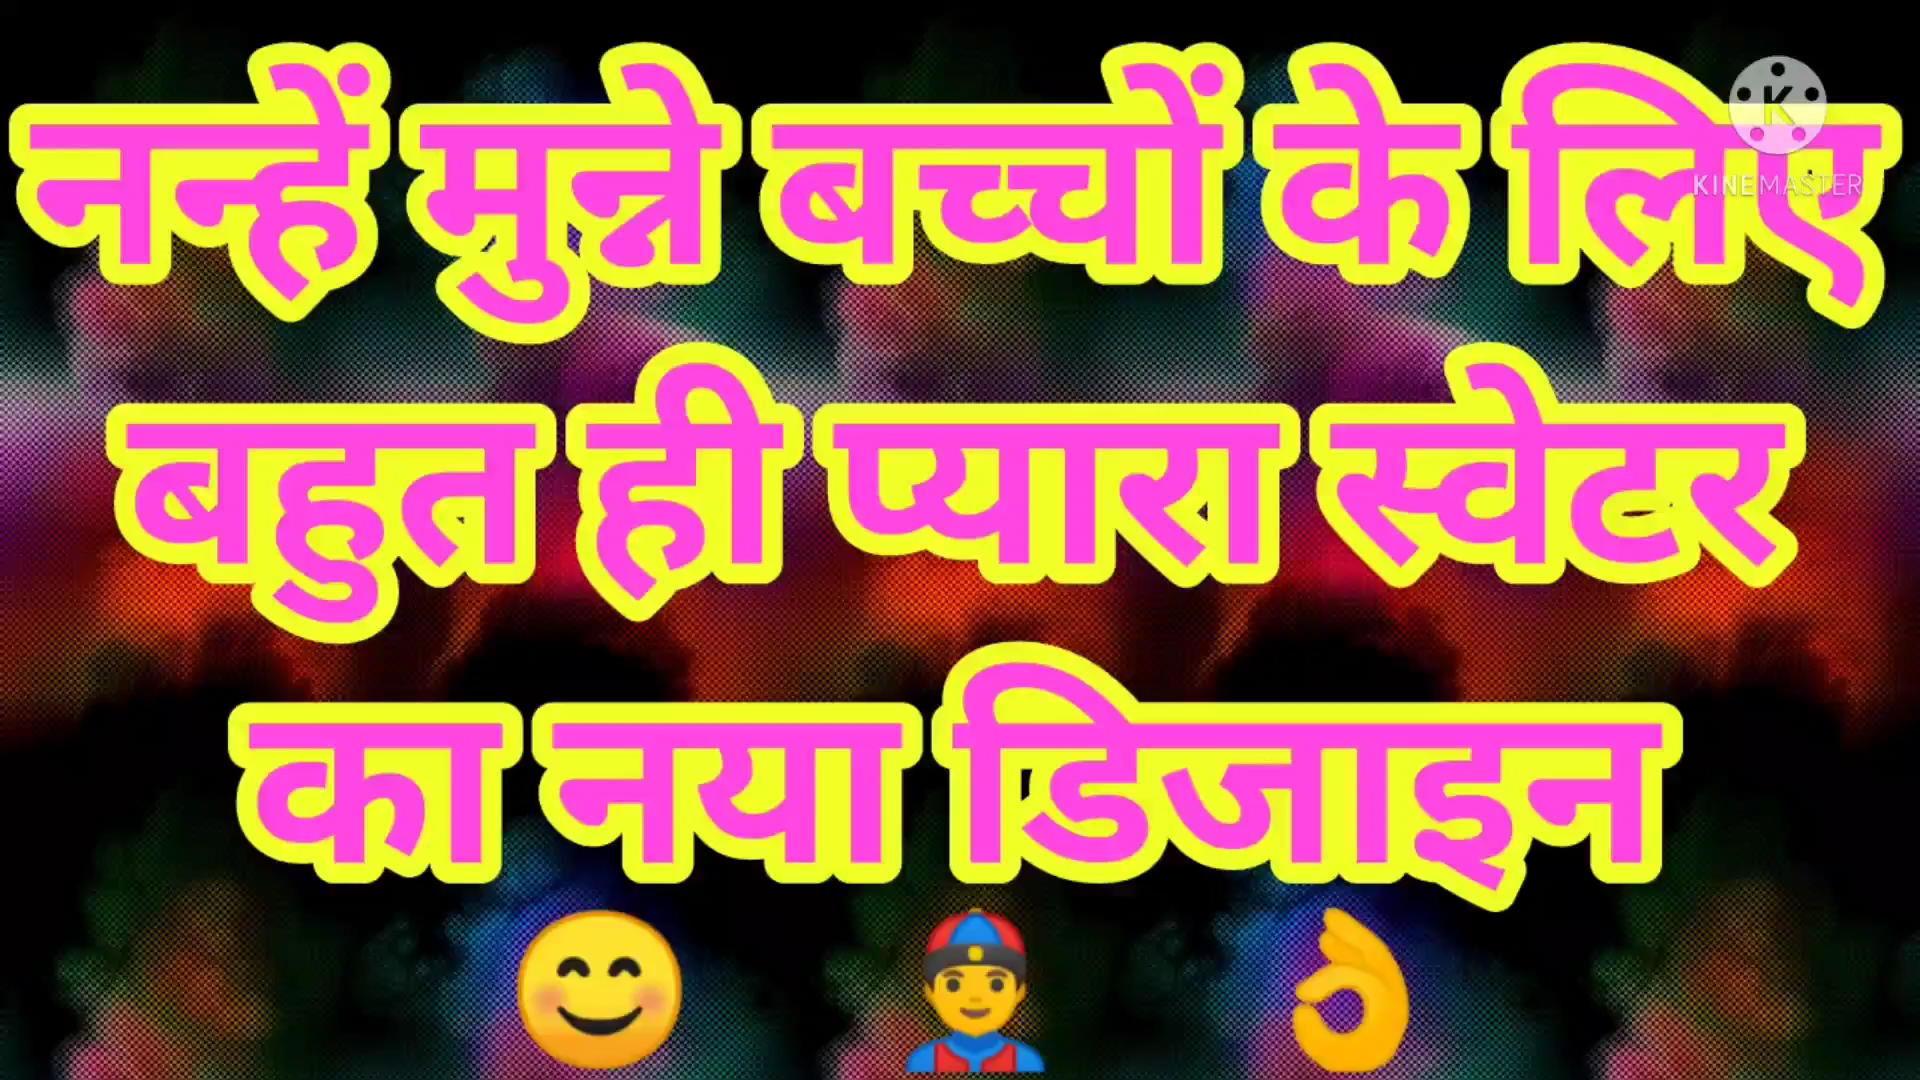 नन्हें मुन्ने बच्चों के लिए
KINEMASTER
बहुत ही प्यारा स्वेटर
का नया डिजाइन